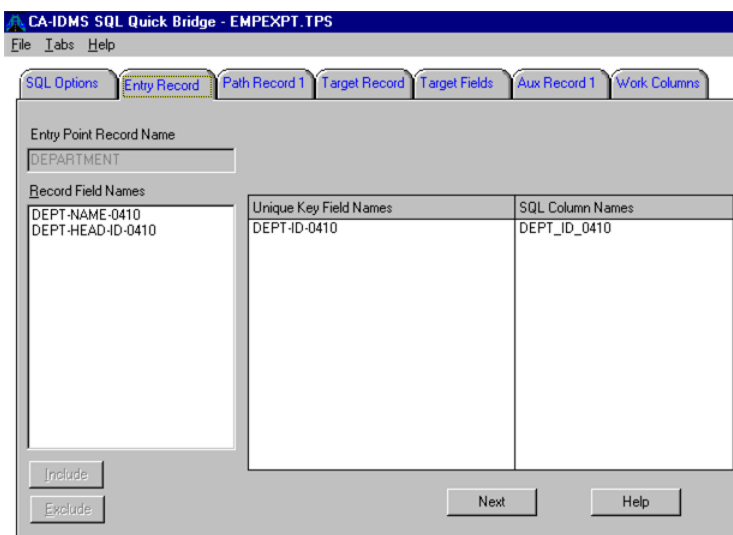 CA-IDMS SQL Quick Bridge - EMPEXPT.TPS
File Tabs Help
SQL Options Entry Record Path Record 1 Target Record Target Fields Aux Record 1 Work Columns
Entry Point Record Name
DEPARTMENT
Record Field Names
DEPT-NAME-0410
DEPT-HEAD-ID-0410
Unique Key Field Names SQL Column Names
DEPT-ID-0410 DEPT_ID_0410
Include
Exclude
Next Help